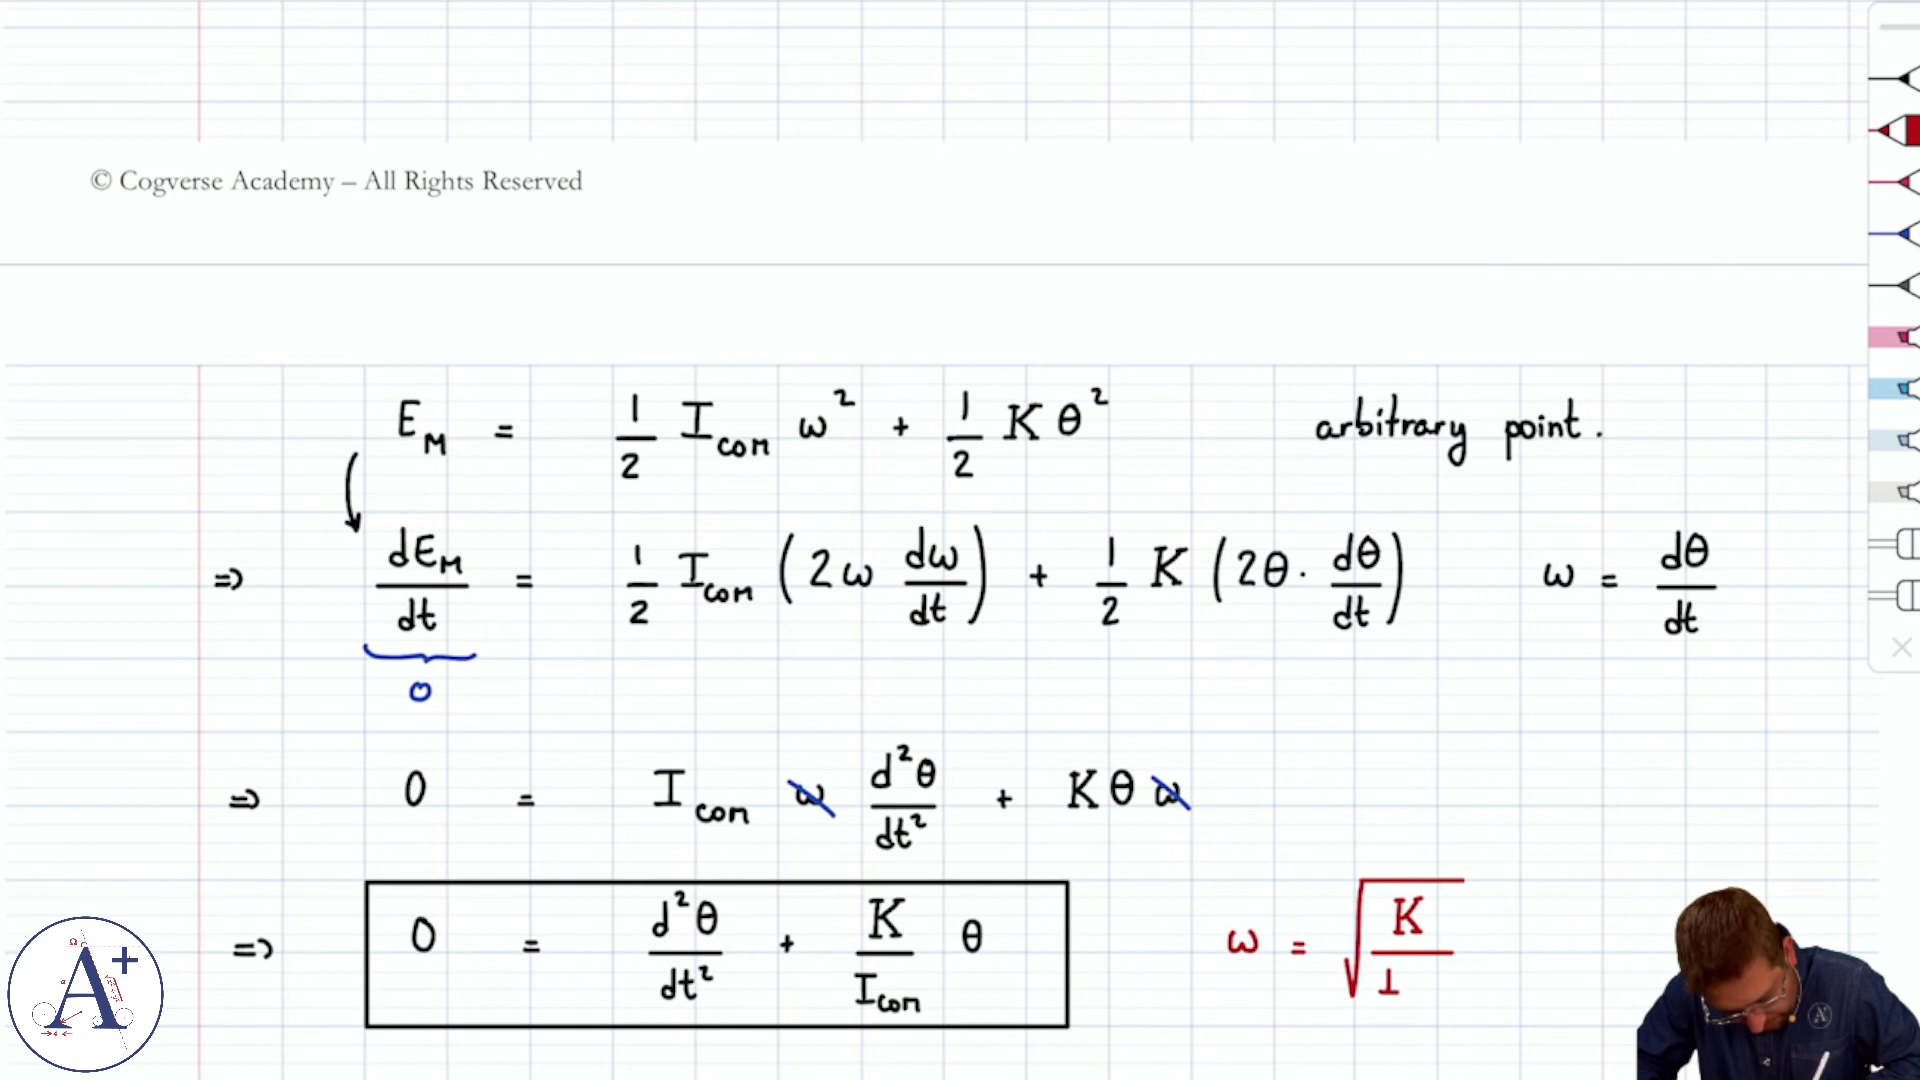 © Cogverse Academy – All Rights Reserved
E_M = 1/2 I_com ω² + 1/2 K θ² arbitrary point.
=> dE_M/dt = 1/2 I_com (2ω dω/dt) + 1/2 K (2θ · dθ/dt) ω = dθ/dt
0
=> 0 = I_com ω d²θ/dt² + K θ ω
=> 0 = d²θ/dt² + K/I_com θ ω = √(K/I)
A+